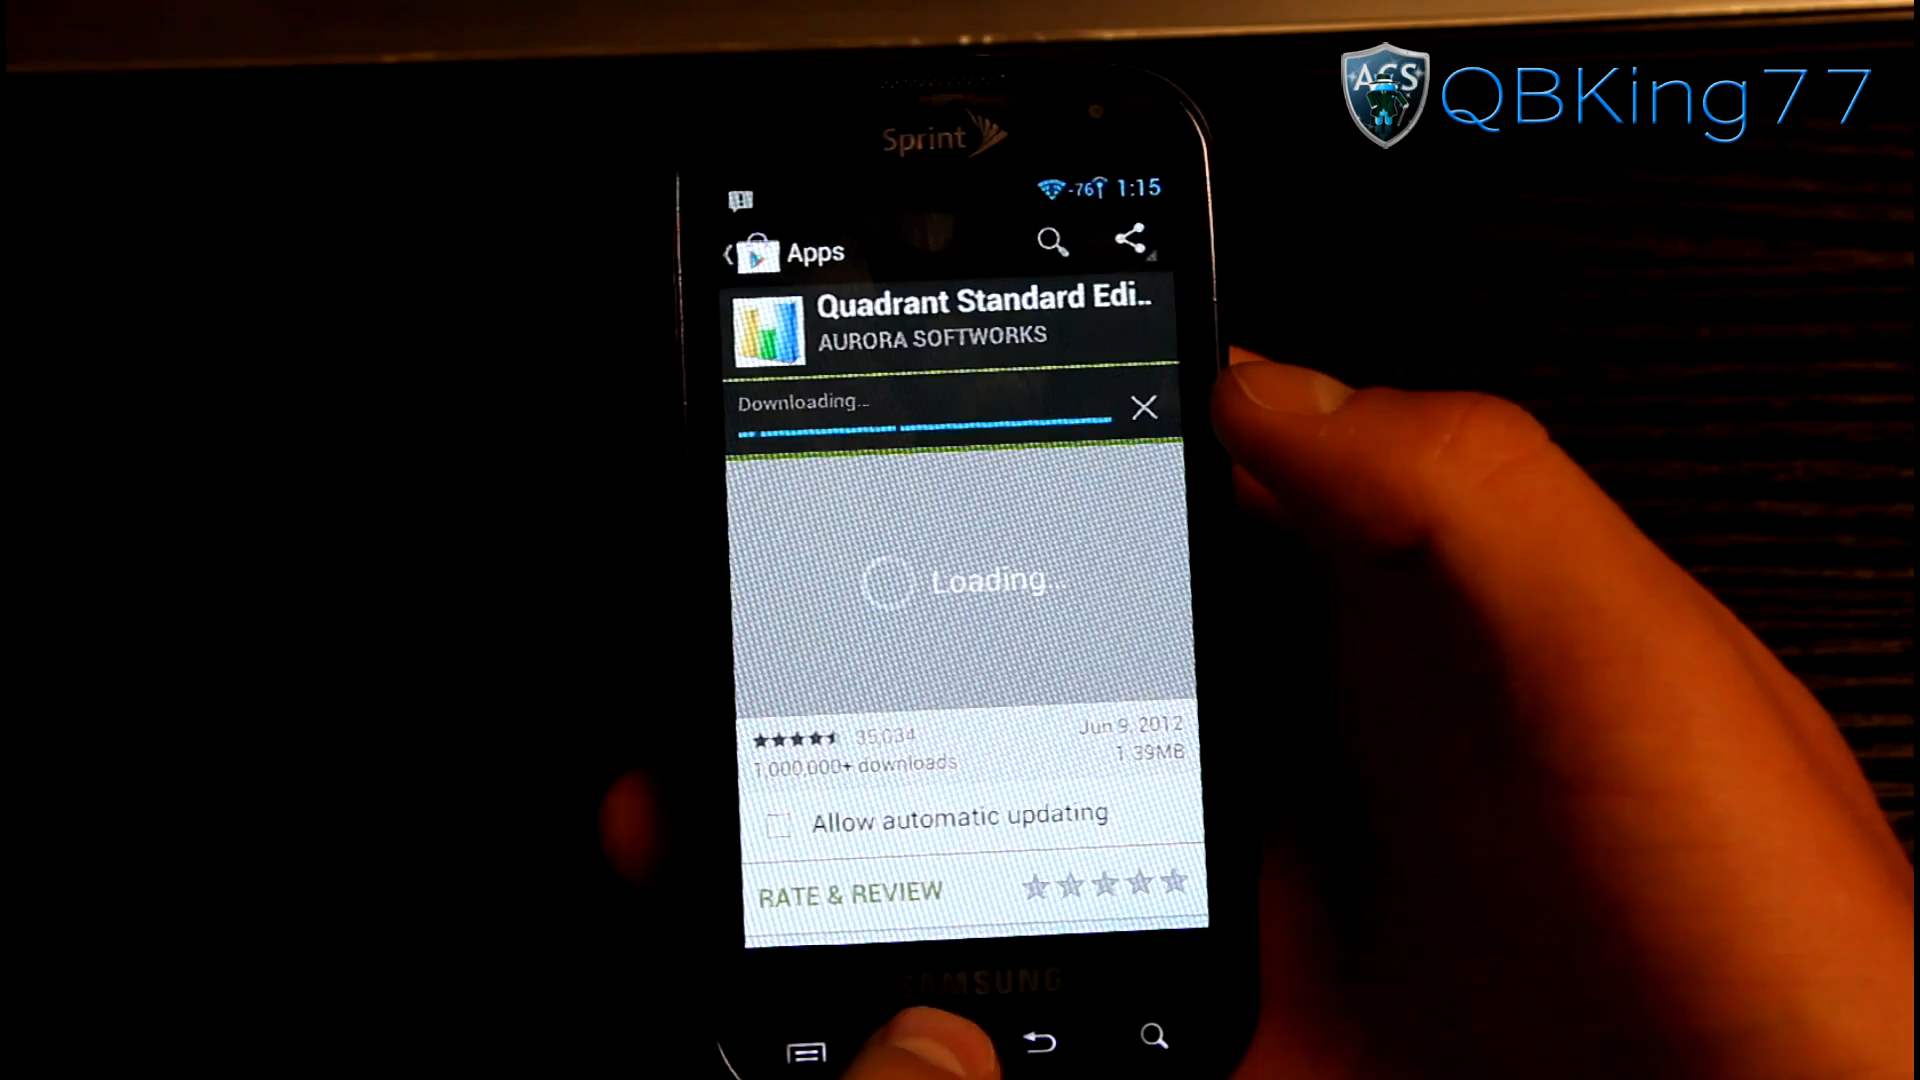 ACS
QBKing77
Sprint
-76 1:15
Apps
Quadrant Standard Edi...
AURORA SOFTWORKS
Downloading...
Loading...
35,034
Jun 9, 2012
1,000,000+ downloads
1.39MB
Allow automatic updating
RATE & REVIEW
SAMSUNG